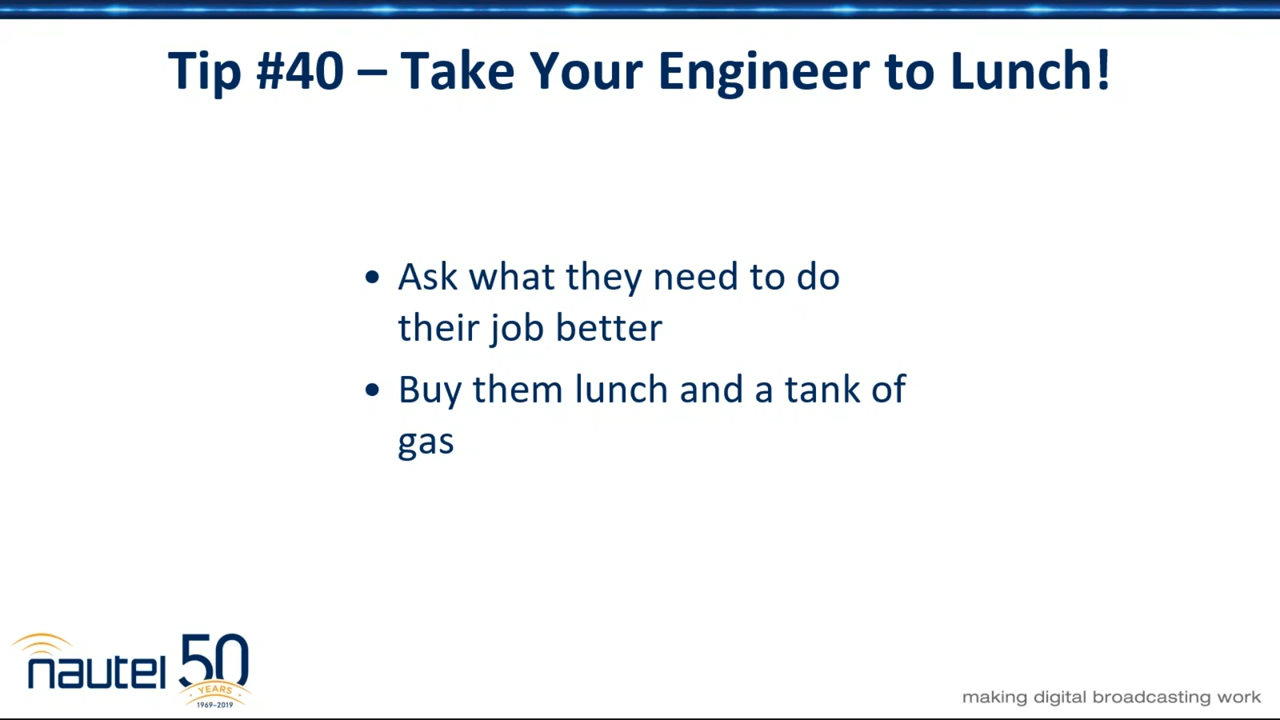 Tip #40 – Take Your Engineer to Lunch!
• Ask what they need to do
their job better
• Buy them lunch and a tank of
gas
nautel 50
YEARS
1969–2019
making digital broadcasting work